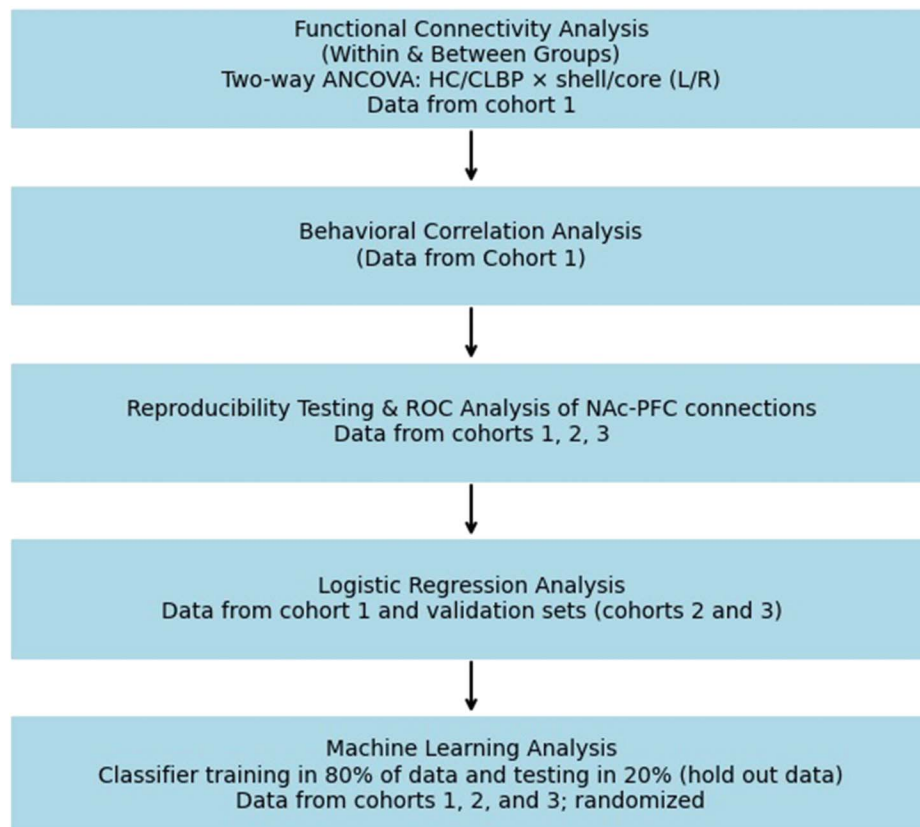 Functional Connectivity Analysis
(Within & Between Groups)
Two-way ANCOVA: HC/CLBP × shell/core (L/R)
Data from cohort 1
Behavioral Correlation Analysis
(Data from Cohort 1)
Reproducibility Testing & ROC Analysis of NAc-PFC connections
Data from cohorts 1, 2, 3
Logistic Regression Analysis
Data from cohort 1 and validation sets (cohorts 2 and 3)
Machine Learning Analysis
Classifier training in 80% of data and testing in 20% (hold out data)
Data from cohorts 1, 2, and 3; randomized